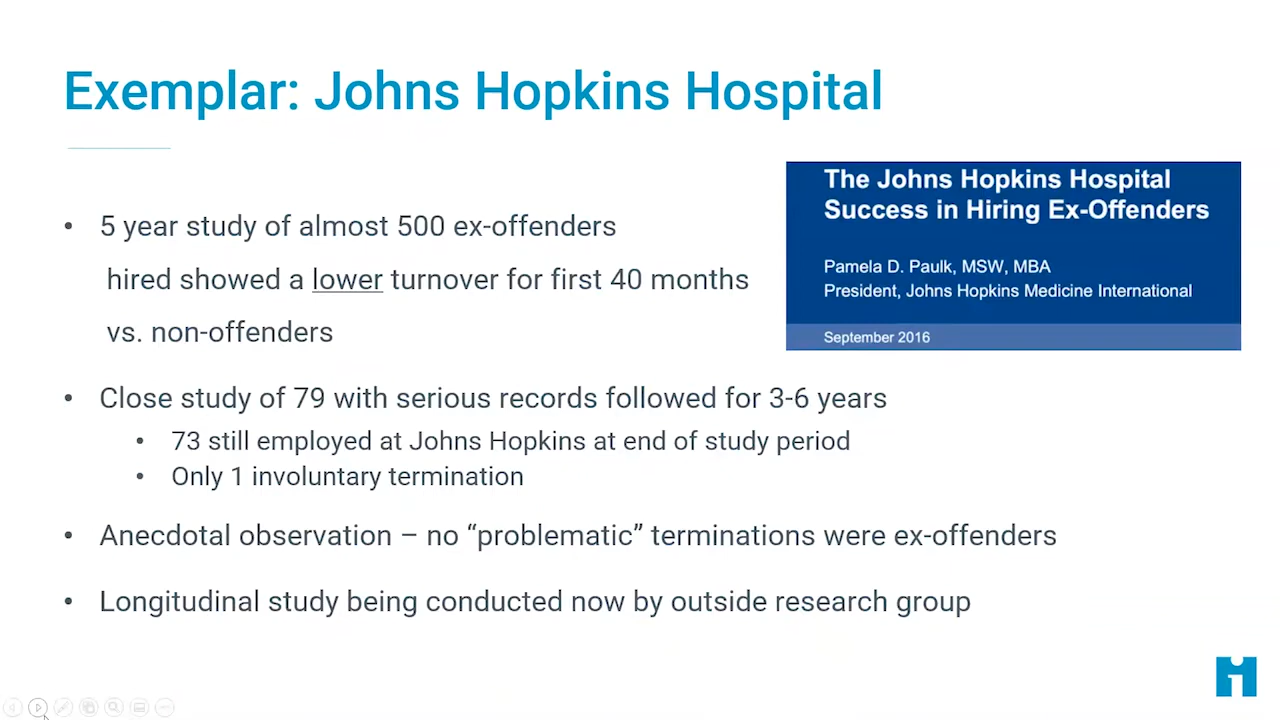 Exemplar: Johns Hopkins Hospital
• 5 year study of almost 500 ex-offenders
hired showed a lower turnover for first 40 months
vs. non-offenders
The Johns Hopkins Hospital
Success in Hiring Ex-Offenders
Pamela D. Paulk, MSW, MBA
President, Johns Hopkins Medicine International
September 2016
• Close study of 79 with serious records followed for 3-6 years
• 73 still employed at Johns Hopkins at end of study period
• Only 1 involuntary termination
• Anecdotal observation – no “problematic” terminations were ex-offenders
• Longitudinal study being conducted now by outside research group